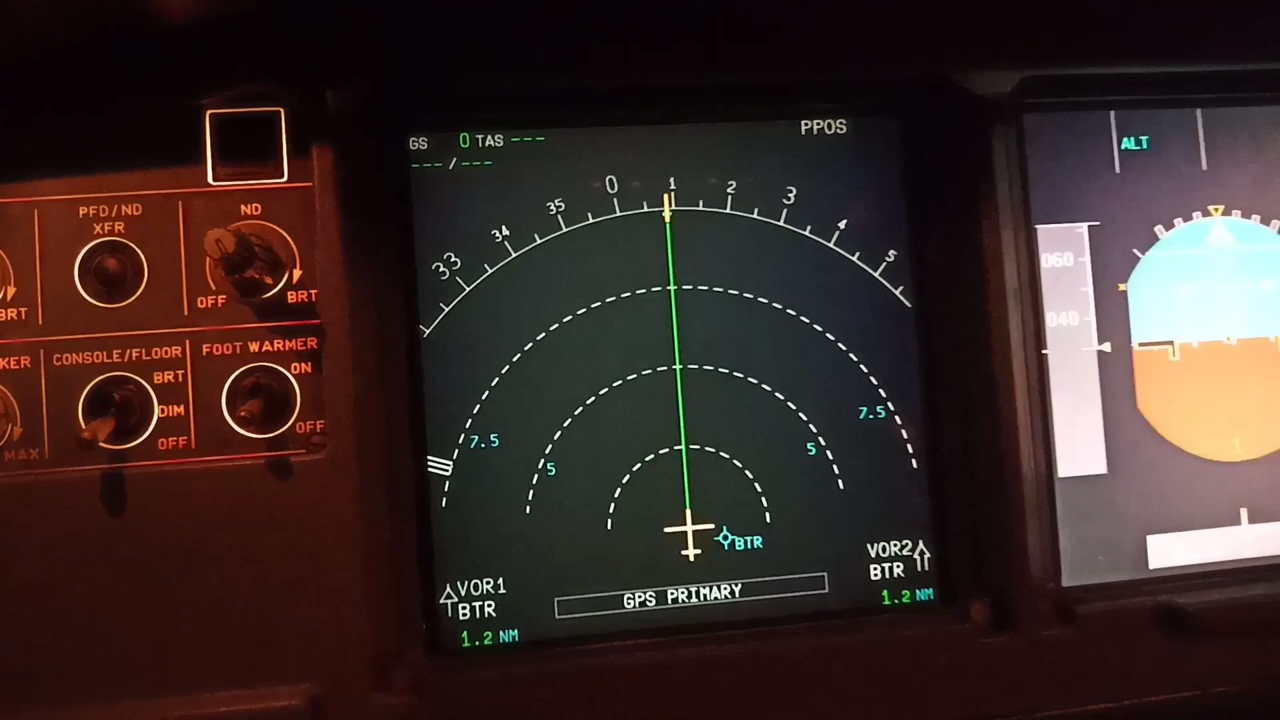 PFD/ND
XFR
ND
OFF
BRT
BRT
KER
CONSOLE/FLOOR
BRT
DIM
OFF
FOOT WARMER
ON
OFF
MAX
GS 0 TAS ---
--- / ---
PPOS
33 34 35 0 1 2 3 4 5
7.5
7.5
5
5
BTR
VOR1
BTR
1.2 NM
GPS PRIMARY
VOR2
BTR
1.2 NM
ALT
060
040